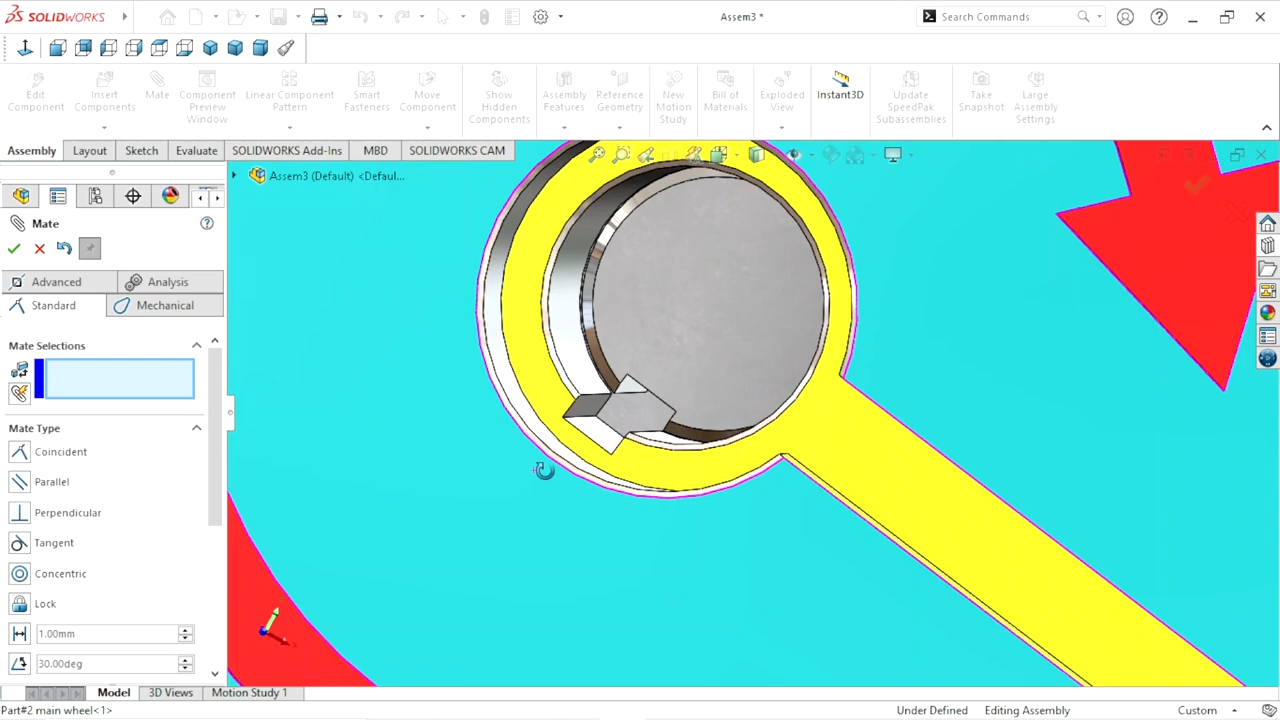 SOLIDWORKS
Assem3 *
Search Commands
Edit Component
Insert Components
Mate
Component Preview Window
Linear Component Pattern
Smart Fasteners
Move Component
Show Hidden Components
Assembly Features
Reference Geometry
New Motion Study
Bill of Materials
Exploded View
Instant3D
Update SpeedPak Subassemblies
Take Snapshot
Large Assembly Settings
Assembly
Layout
Sketch
Evaluate
SOLIDWORKS Add-Ins
MBD
SOLIDWORKS CAM
Assem3 (Default) <Defaul...
Mate
Advanced
Analysis
Standard
Mechanical
Mate Selections
Mate Type
Coincident
Parallel
Perpendicular
Tangent
Concentric
Lock
1.00mm
30.00deg
Model
3D Views
Motion Study 1
Part#2 main wheel<1>
Under Defined
Editing Assembly
Custom